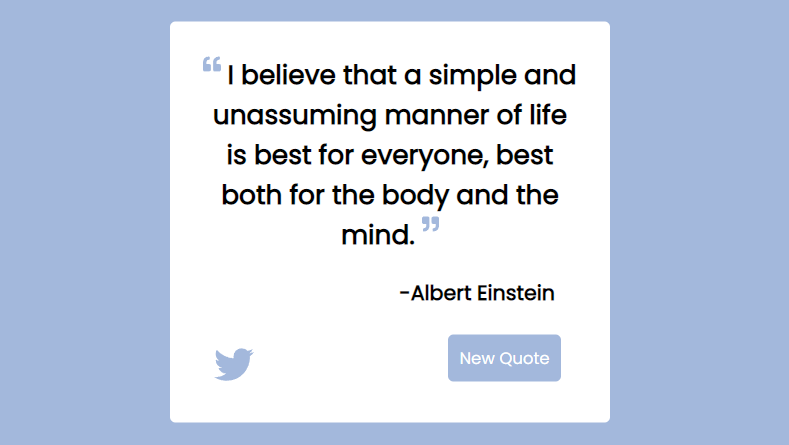 “ I believe that a simple and
unassuming manner of life
is best for everyone, best
both for the body and the
mind. ”
-Albert Einstein
New Quote